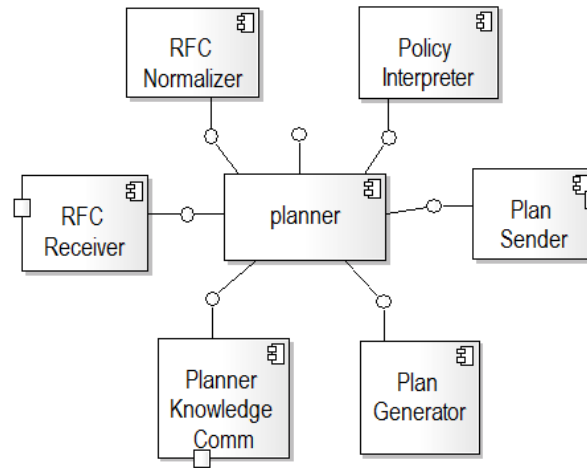 RFC
Normalizer
Policy
Interpreter
RFC
Receiver
planner
Plan
Sender
Planner
Knowledge
Comm
Plan
Generator